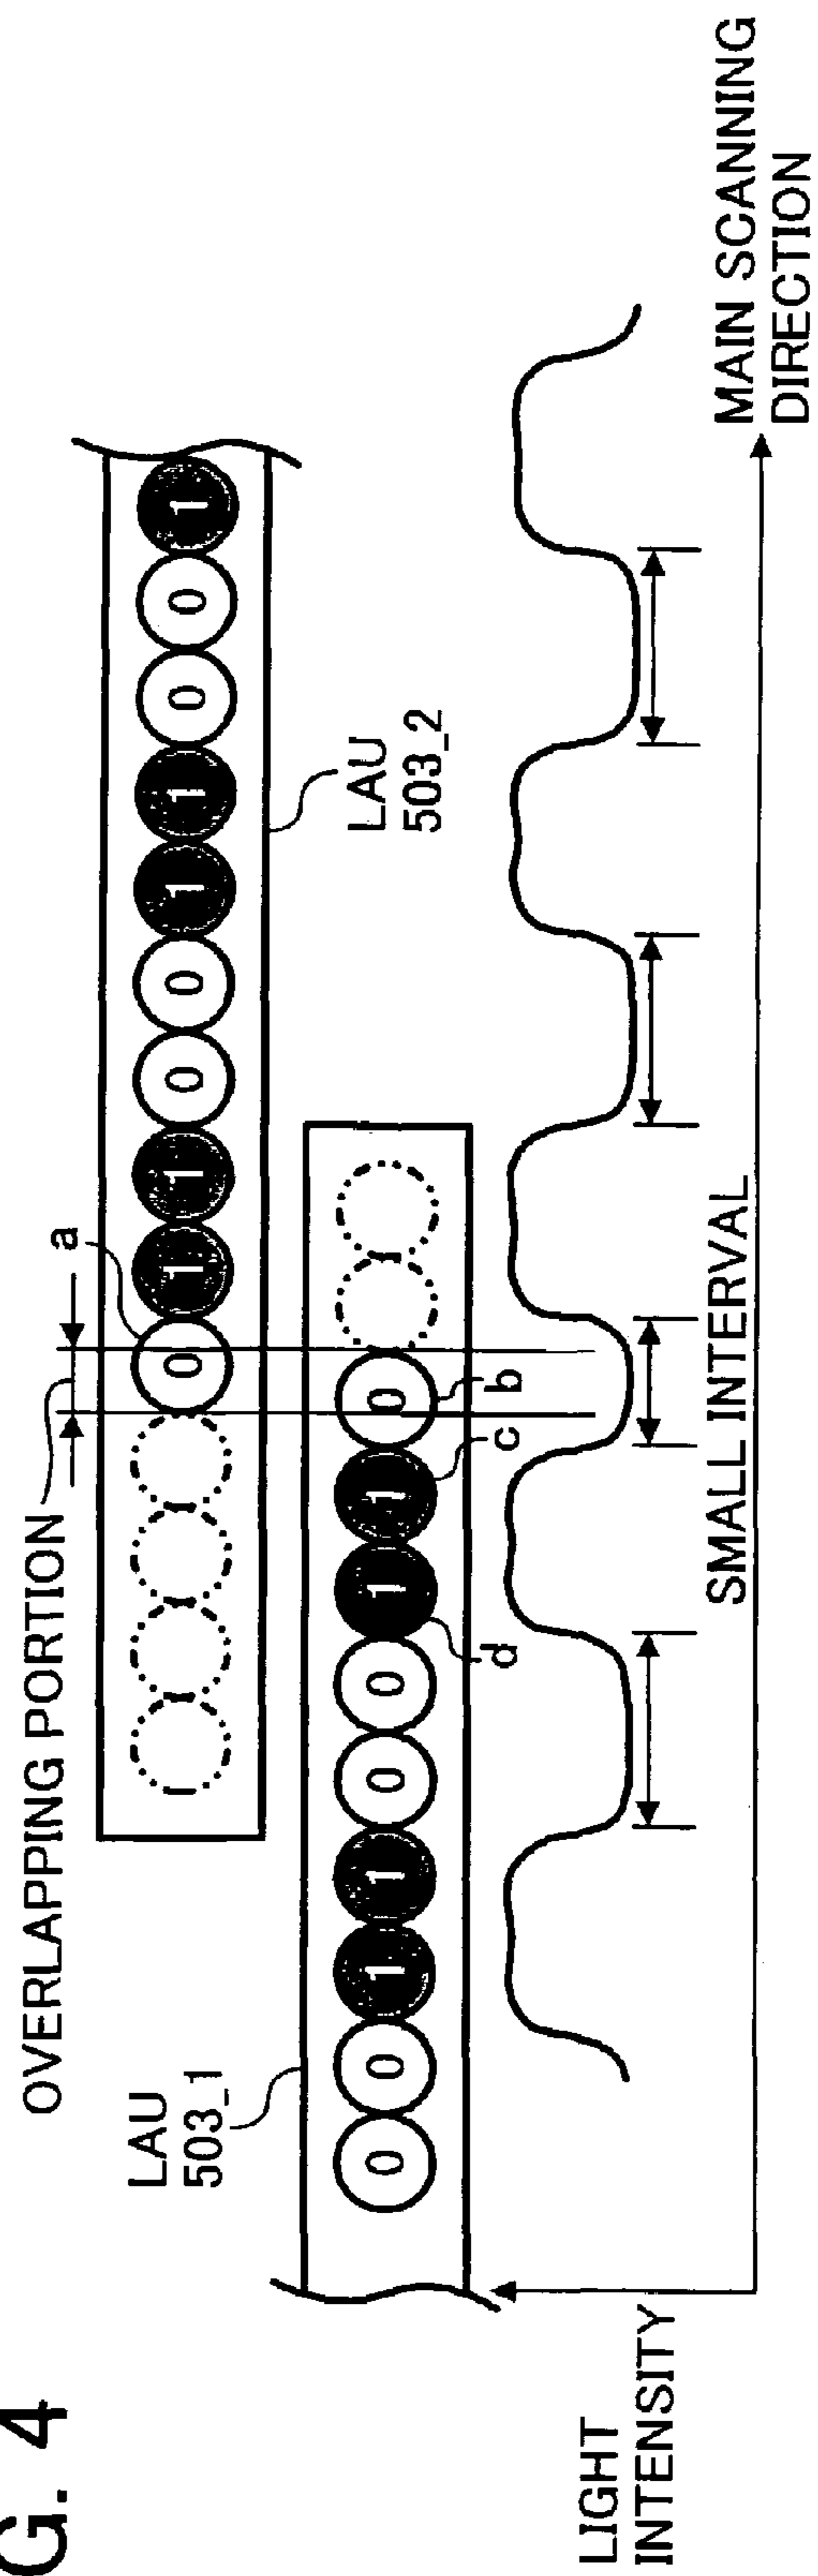 G. 4
OVERLAPPING PORTION
a
0 1 1 0 0 1 1 0 0 1
LAU
503_2
LAU
503_1
0 0 1 1 0 0 1 1 0
d
c
b
LIGHT
INTENSITY
SMALL INTERVAL
MAIN SCANNING
DIRECTION